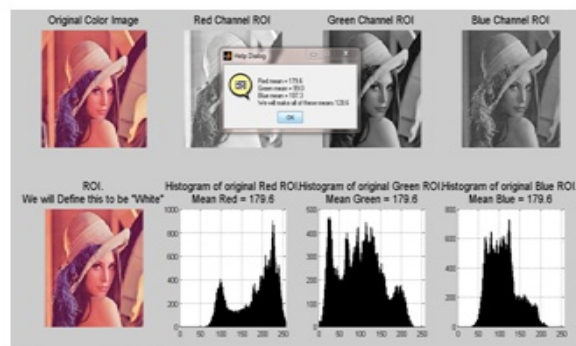 Original Color Image
Red Channel ROI
Green Channel ROI
Blue Channel ROI
Help Dialog
Red mean = 179.6
Green mean = 99.0
Blue mean = 107.3
We will make all of these means 128.6
OK
ROI.
We will Define this to be "White"
Histogram of original Red ROI
Mean Red = 179.6
Histogram of original Green ROI
Mean Green = 179.6
Histogram of original Blue ROI
Mean Blue = 179.6
1000
800
600
400
200
0
0 50 100 150 200 250
500
400
300
200
100
0
0 50 100 150 200 250
800
600
400
200
0
0 50 100 150 200 250